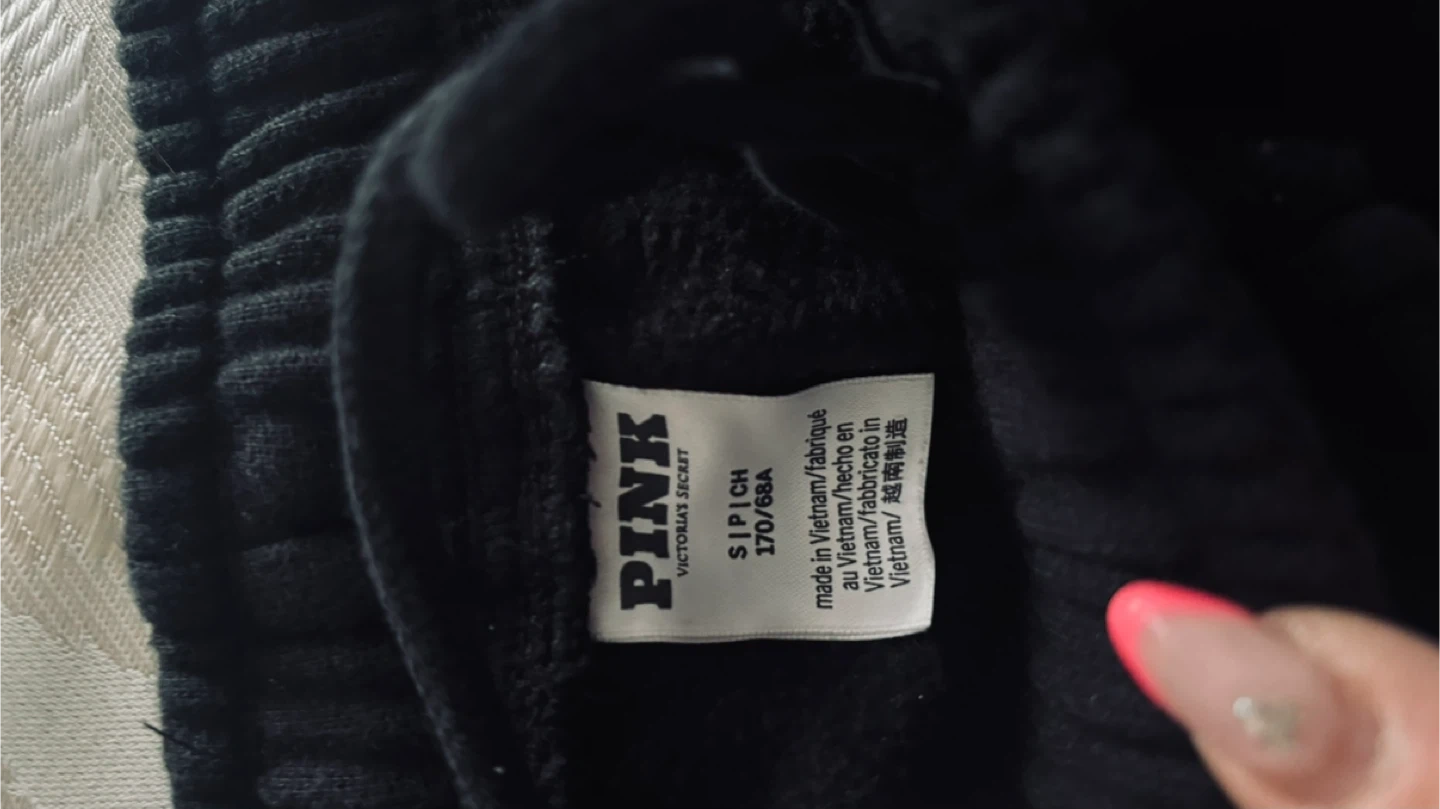 PINK
VICTORIA'S SECRET
S|P|CH
170/68A
made in Vietnam/fabriqué
au Vietnam/hecho en
Vietnam/fabbricato in
Vietnam/ 越南制造